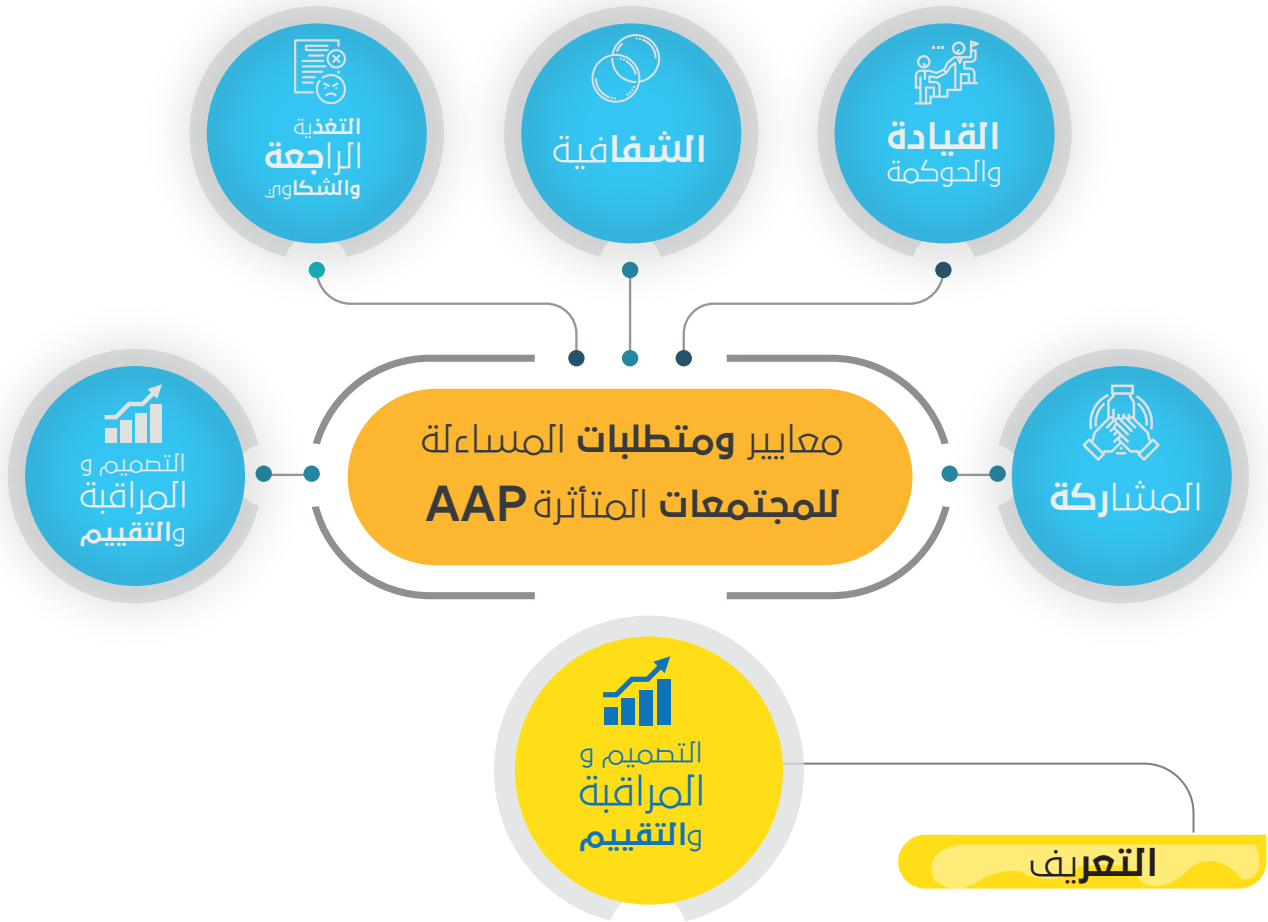 القيادة
والحوكمة
الشفافية
التغذية
الراجعة
والشكاوي
معايير ومتطلبات المساءلة
للمجتمعات المتأثرة AAP
المشاركة
التصميم و
المراقبة
والتقييم
التصميم و
المراقبة
والتقييم
التعريف